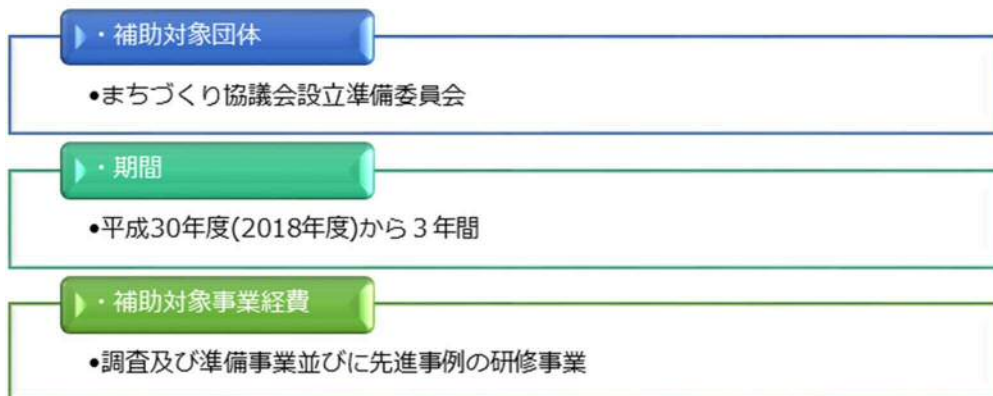 ・補助対象団体
•まちづくり協議会設立準備委員会
・期間
•平成30年度(2018年度)から３年間
・補助対象事業経費
•調査及び準備事業並びに先進事例の研修事業